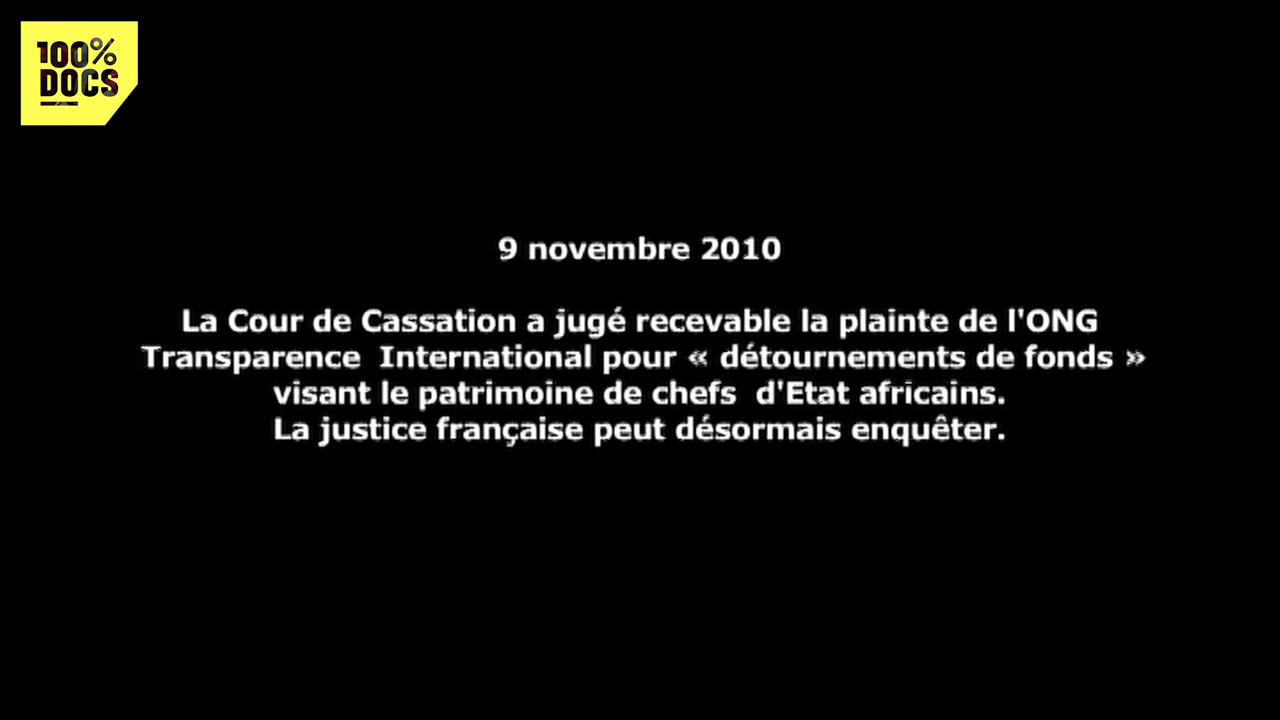 100%
DOCS
9 novembre 2010
La Cour de Cassation a jugé recevable la plainte de l'ONG
Transparence International pour « détournements de fonds »
visant le patrimoine de chefs d'Etat africains.
La justice française peut désormais enquêter.